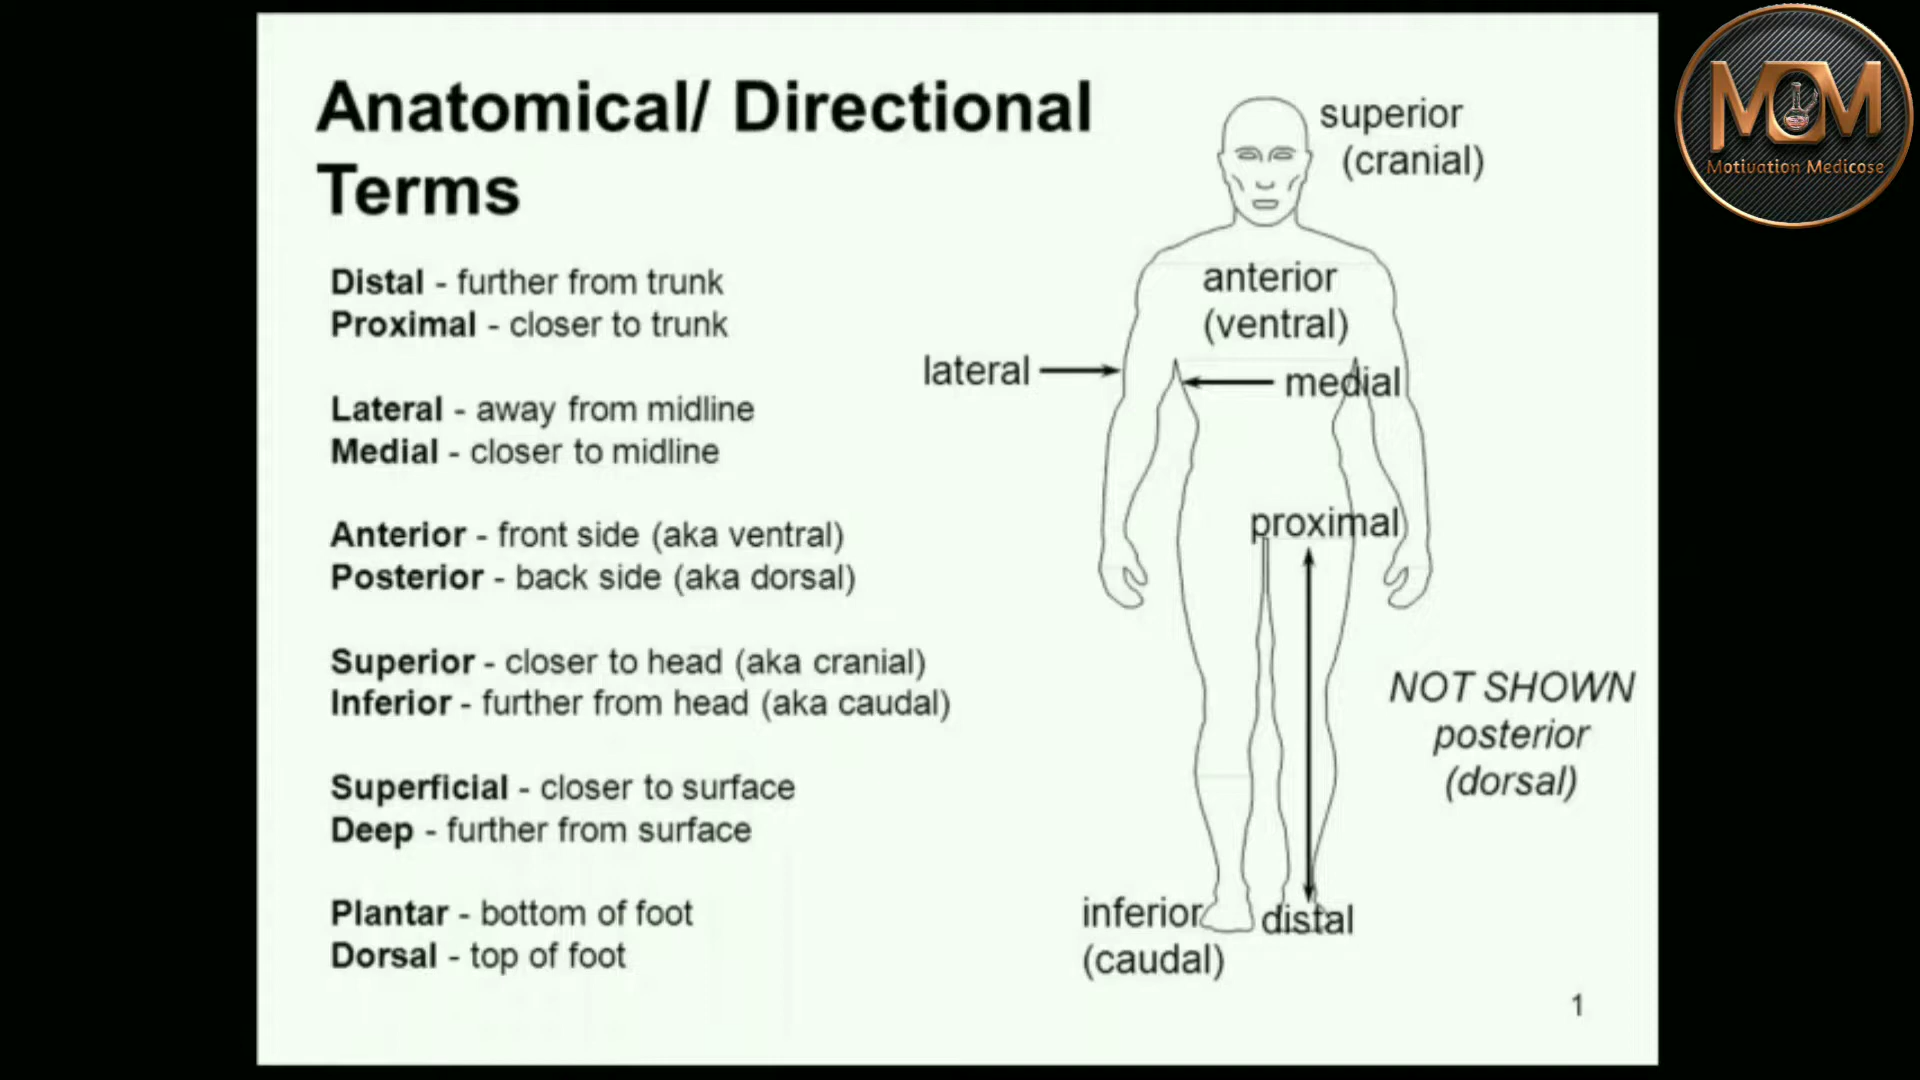 Anatomical/ Directional
Terms
Distal - further from trunk
Proximal - closer to trunk
Lateral - away from midline
Medial - closer to midline
Anterior - front side (aka ventral)
Posterior - back side (aka dorsal)
Superior - closer to head (aka cranial)
Inferior - further from head (aka caudal)
Superficial - closer to surface
Deep - further from surface
Plantar - bottom of foot
Dorsal - top of foot
superior
(cranial)
anterior
(ventral)
lateral
medial
proximal
NOT SHOWN
posterior
(dorsal)
inferior
(caudal)
distal
1
MOM
Motivation Medicose